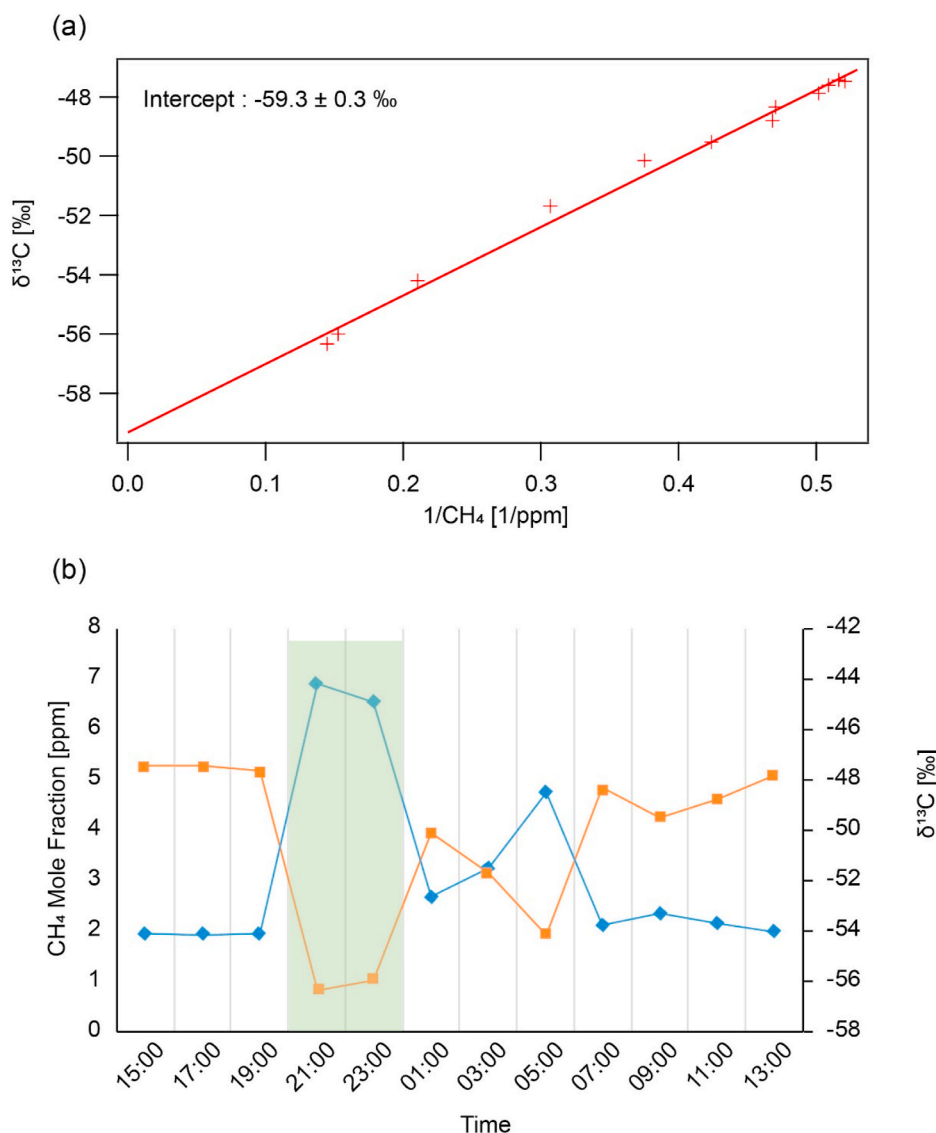 (a)
Intercept : -59.3 ± 0.3 ‰
-48
-50
-52
-54
-56
-58
δ¹³C [‰]
0.0 0.1 0.2 0.3 0.4 0.5
1/CH₄ [1/ppm]
(b)
8
7
6
5
4
3
2
1
0
CH₄ Mole Fraction [ppm]
-42
-44
-46
-48
-50
-52
-54
-56
-58
δ¹³C [‰]
15:00 17:00 19:00 21:00 23:00 01:00 03:00 05:00 07:00 09:00 11:00 13:00
Time